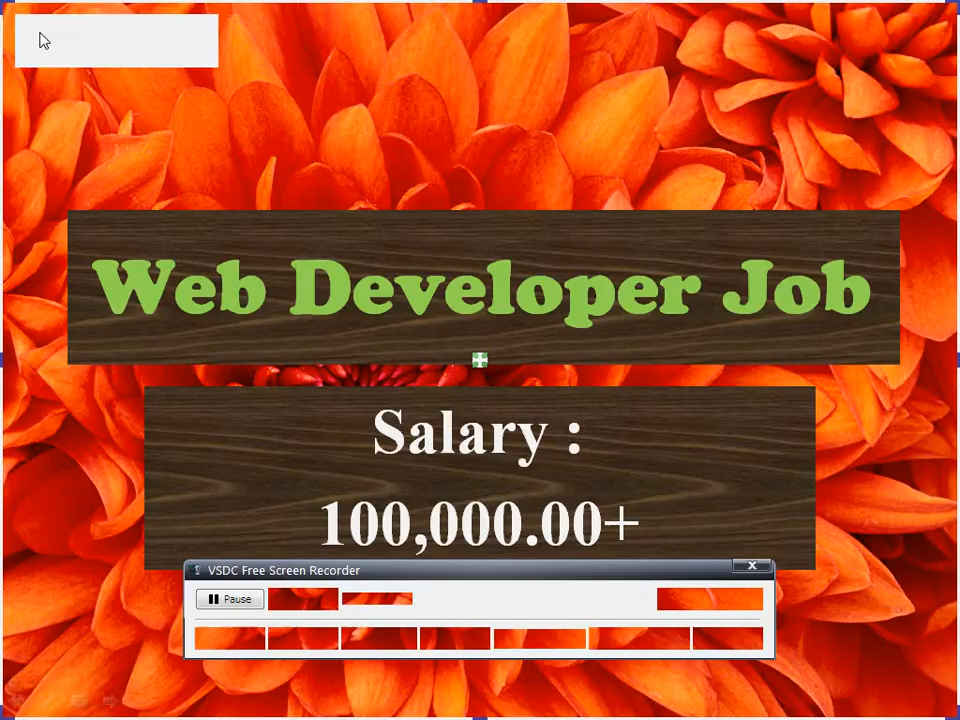 Web Developer Job
Salary :
100,000.00+
VSDC Free Screen Recorder
Pause